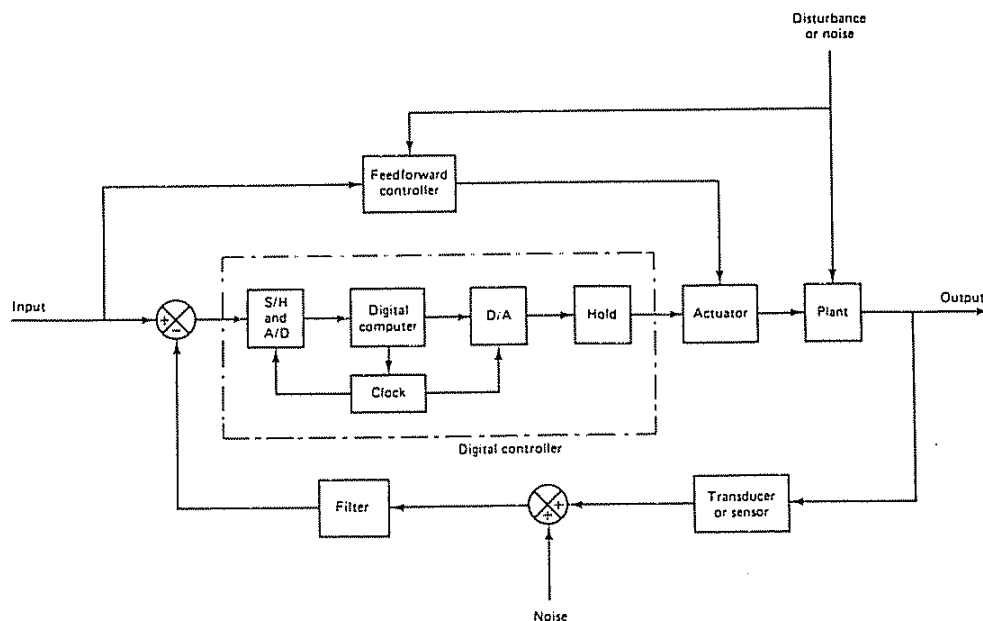 Disturbance
or noise
Feedforward
controller
Input
+
−
S/H
and
A/D
Digital
computer
D/A
Hold
Actuator
Plant
Output
Clock
Digital controller
Filter
+
+
Transducer
or sensor
Noise